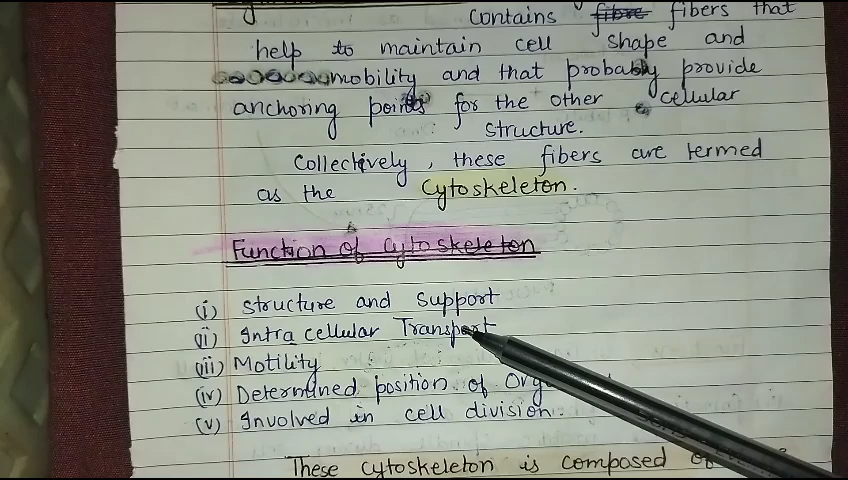 contains fibers that
help to maintain cell shape and
mobility and that probably provide
anchoring points for the other cellular
structure.
Collectively, these fibers are termed
as the Cytoskeleton.
Function of Cytoskeleton
(i) Structure and Support
(ii) Intra cellular Transport
(iii) Motility
(iv) Determined position of
(v) Involved in cell division.
These cytoskeleton is composed of